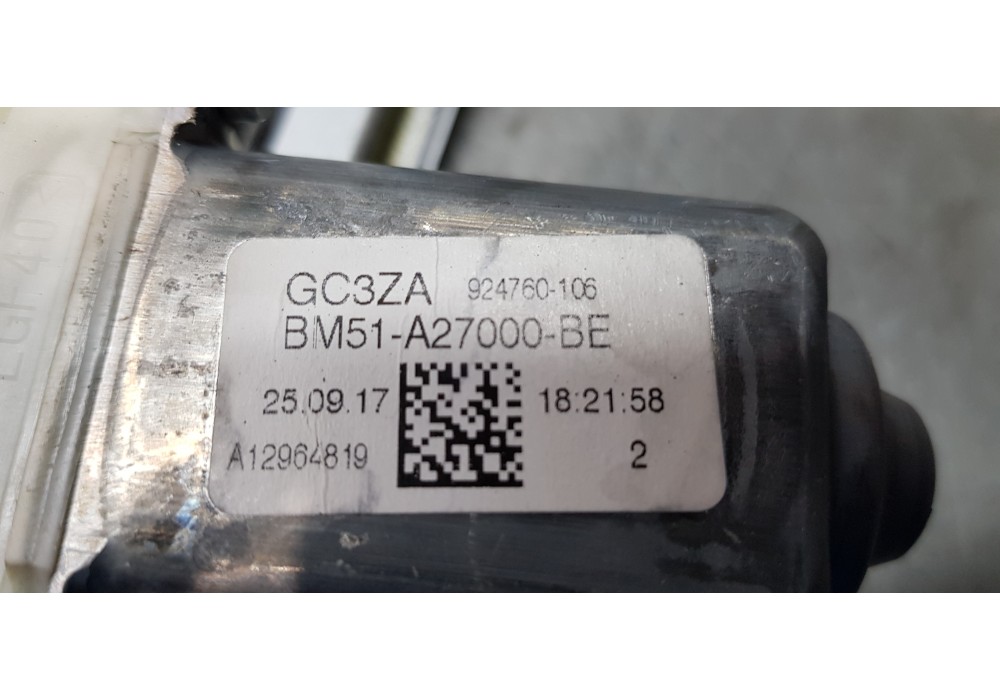 GC3ZA 924760-106
BM51-A27000-BE
25.09.17 18:21:58
A12964819 2